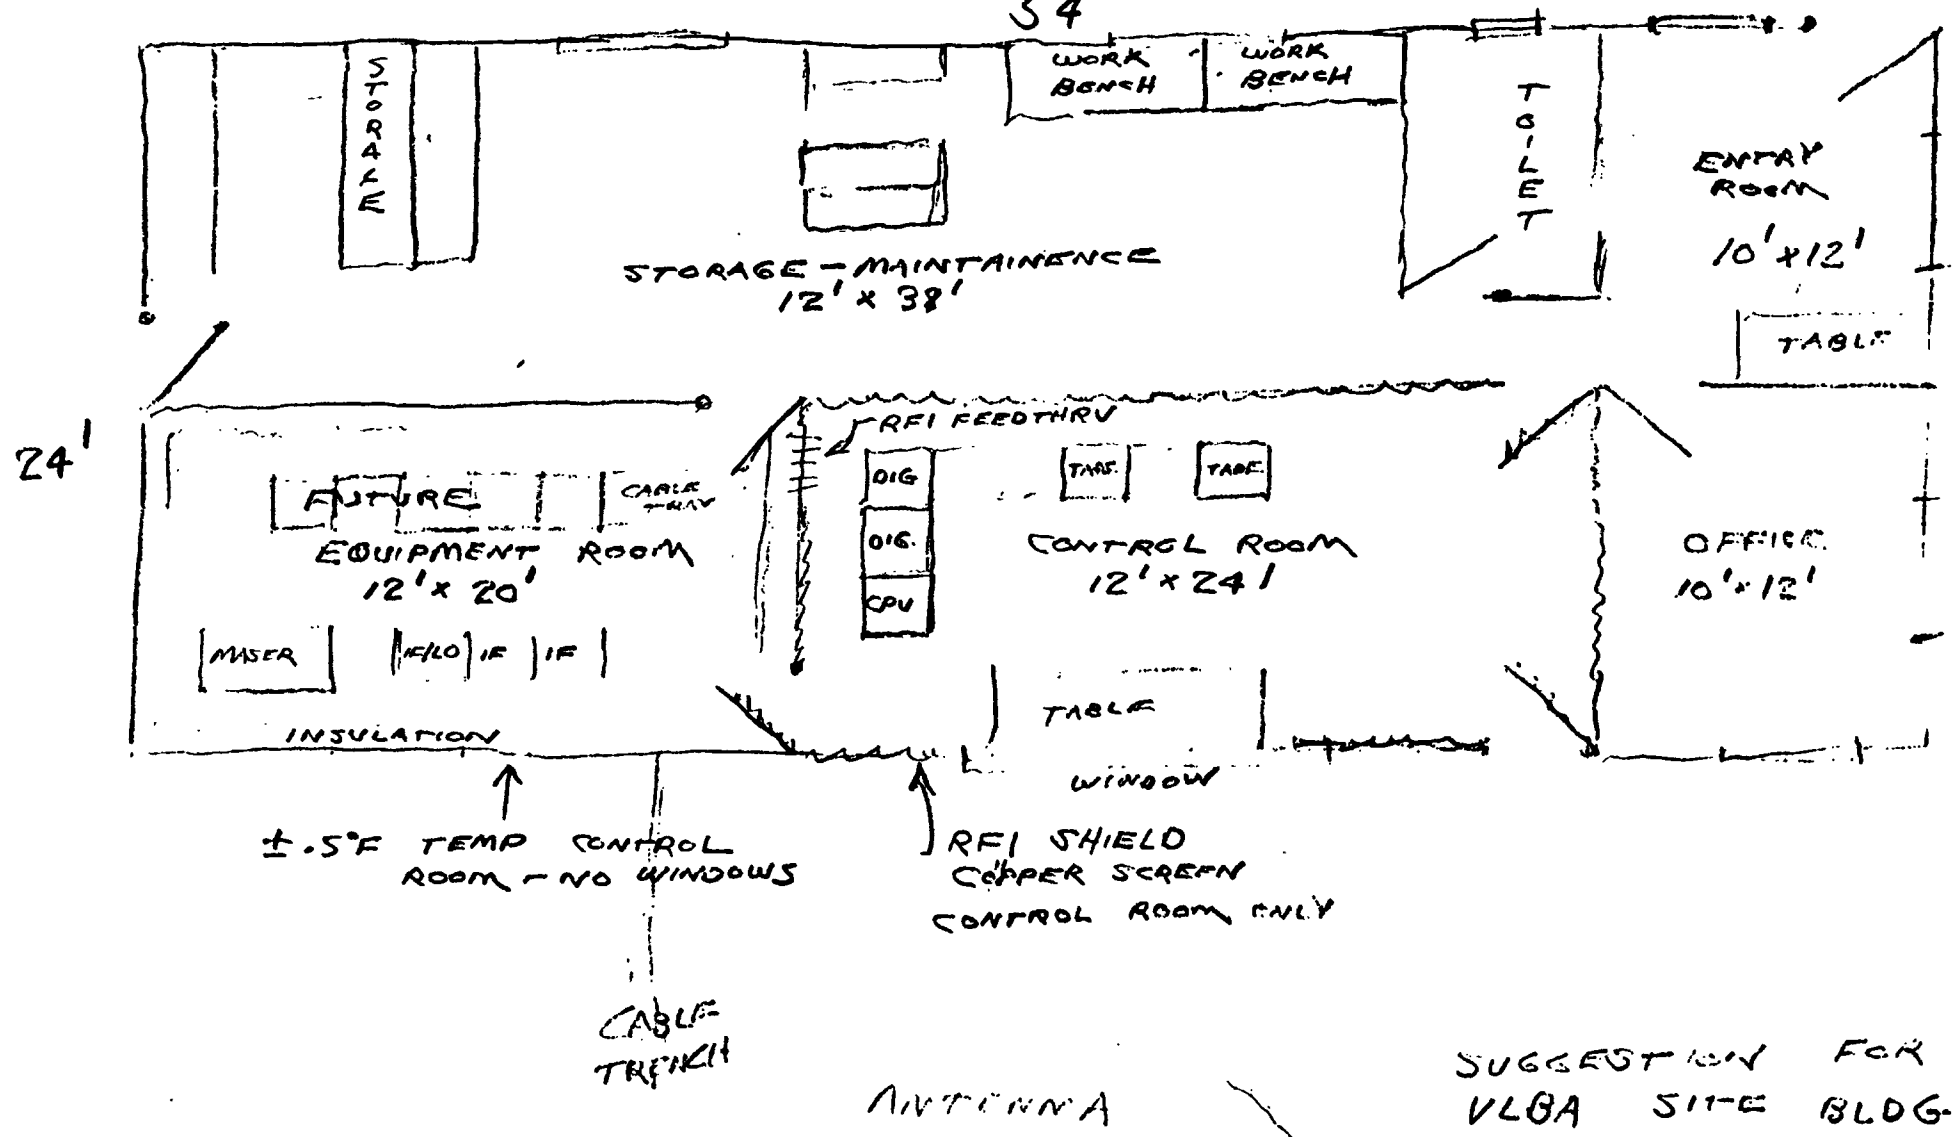 54
WORK
BENCH
WORK
BENCH
STORAGE
TOILET
ENTRY
ROOM
10' x 12'
STORAGE - MAINTAINENCE
12' x 38'
TABLE
24'
RFI FEEDTHRU
DIG
TAPE
TAPE
FUTURE
CABLE
TRAY
DIG.
EQUIPMENT ROOM
12' x 20'
CONTROL ROOM
12' x 24'
OFFICE
10' x 12'
CPU
MASER
IF/LO
IF
IF
TABLE
INSULATION
WINDOW
± .5°F TEMP CONTROL
ROOM - NO WINDOWS
RFI SHIELD
COPPER SCREEN
CONTROL ROOM ONLY
CABLE
TRENCH
ANTENNA
SUGGESTION FOR
VLBA SITE BLDG.